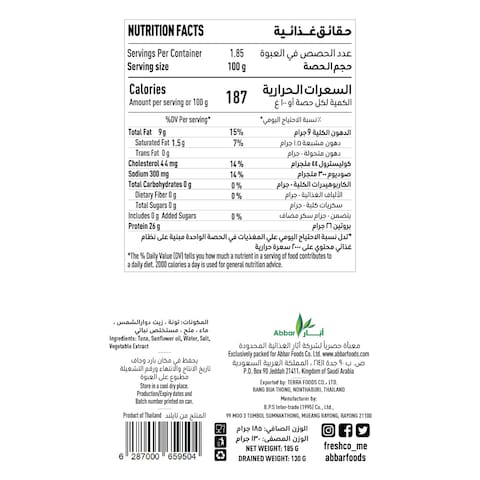 NUTRITION FACTS حقائق غذائية
Servings Per Container 1.85 عدد الحصص في العبوة
Serving size 100 g حجم الحصة
Calories السعرات الحرارية
Amount per serving or 100 g 187 الكمية لكل حصة أو ١٠٠ غ
%DV Per serving* ٪نسبة الاحتياج اليومي*
Total Fat 9g 15% الدهون الكلية ٩ جرام
Saturated Fat 1,5g 7% دهون مشبعة ١،٥ جرام
Trans Fat 0g دهون متحولة - جرام
Cholesterol 44 mg 14 % كوليسترول ٤٤ ملجرام
Sodium 300 mg 14 % صوديوم ٣٠٠ ملجرام
Total Carbohydrates 0g 0 % الكاربوهيدرات الكلية - جرام
Dietary Fiber 0g 0 % الألياف الغذائية - جرام
Total Sugars 0g سكريات كلية - جرام
Includs 0g Added Sugars 0 % يتضمن - جرام سكر مضاف
Protein 26 g بروتين ٢٦ جرام
*تدل نسبة الاحتياج اليومي على المغذيات في الحصة الواحدة مبنية على نظام
غذائي محتوي على ٢٠٠٠ سعرة حرارية
*The % Daily Value (DV) tells you how much a nutrient in a serving of food contributes to
a daily diet. 2000 calories a day is used for general nutrition advice.
المكونات: تونة، زيت دوار الشمس،
ماء، ملح، مستخلص نباتي
Ingredients: Tuna, Sunflower oil, Water, Salt,
Vegetable Extract
يحفظ في مكان بارد وجاف
تاريخ الانتاج والانتهاء ورقم التشغيلة
مطبوع على العبوة
Store in a cool dry place.
Production/Expiry dates and
Batch number printed on can.
Product of Thailand المنتج من تايلند
6 287000 659504
Abbar أبار
معبأة حصرياً لشركة أبار الغذائية المحدودة
Exclusively packed for Abbar Foods Co. Ltd. www.abbarfoods.com
ص. ب ٩٠ جدة ٢١٤١١، المملكة العربية السعودية
P.O. Box 90 Jeddah 21411, Kingdom of Saudi Arabia
Exported by: TERRA FOODS CO., LTD.
BANG BUA THONG, NONTHABURI, THAILAND
Manufacturer by:
B.P.S Inter-trade (1995) Co., Ltd.
99 MOO 3 TUMBOL SUMNAKTHONG, MUEANG RAYONG, RAYONG 21100
الوزن الصافي: ١٨٥ جرام
الوزن المصفى: ١٣٠ جرام
NET WEIGHT: 185 G
DRAINED WEIGHT: 130 G
freshco_me
abbarfoods